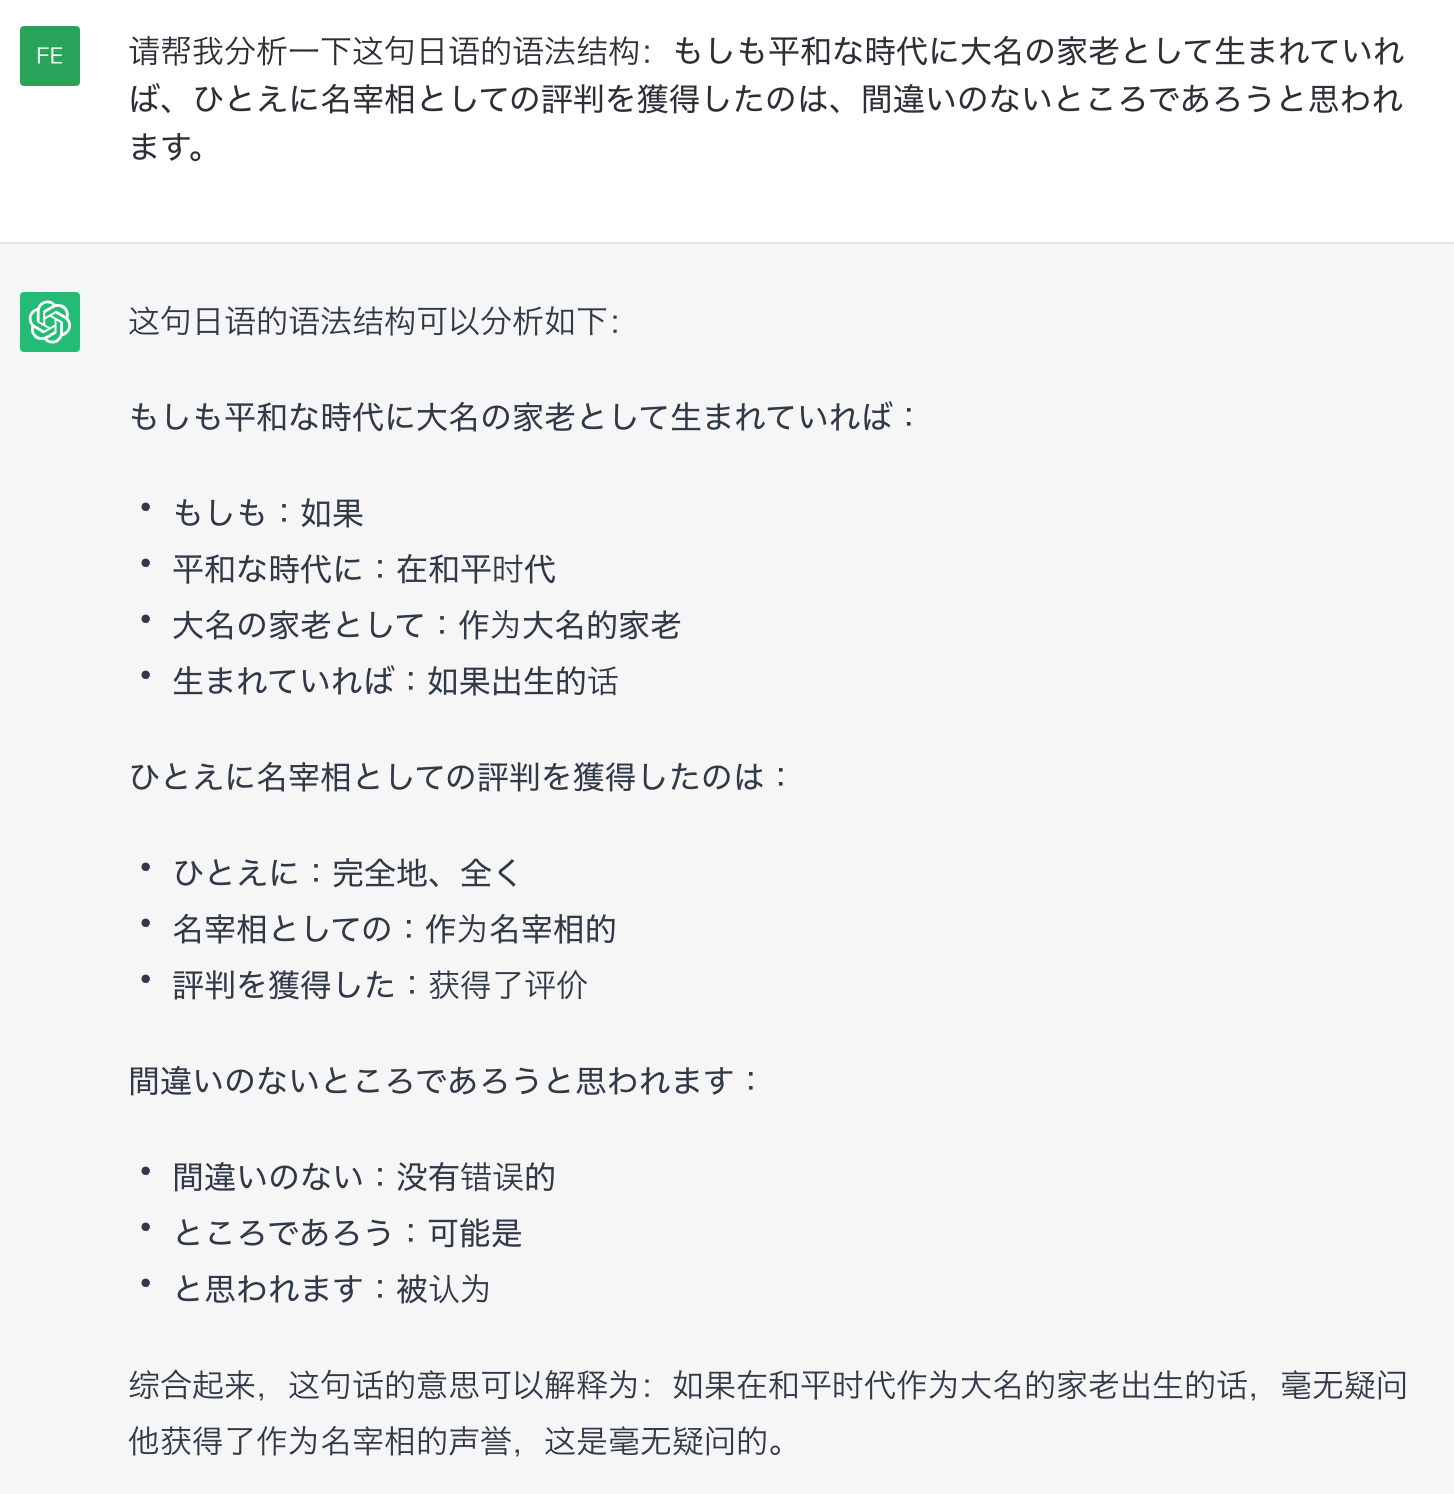 FE
请帮我分析一下这句日语的语法结构：もしも平和な時代に大名の家老として生まれていれ
ば、ひとえに名宰相としての評判を獲得したのは、間違いのないところであろうと思われ
ます。
这句日语的语法结构可以分析如下：
もしも平和な時代に大名の家老として生まれていれば：
• もしも：如果
• 平和な時代に：在和平时代
• 大名の家老として：作为大名的家老
• 生まれていれば：如果出生的话
ひとえに名宰相としての評判を獲得したのは：
• ひとえに：完全地、全く
• 名宰相としての：作为名宰相的
• 評判を獲得した：获得了评价
間違いのないところであろうと思われます：
• 間違いのない：没有错误的
• ところであろう：可能是
• と思われます：被认为
综合起来，这句话的意思可以解释为：如果在和平时代作为大名的家老出生的话，毫无疑问
他获得了作为名宰相的声誉，这是毫无疑问的。